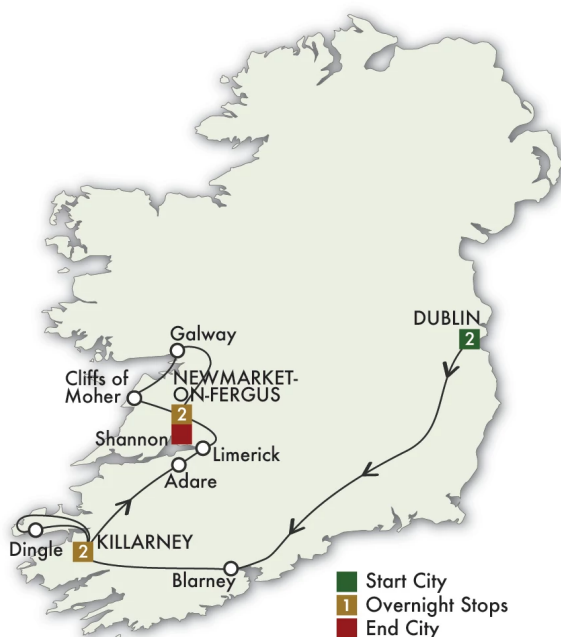 DUBLIN
2
Galway
Cliffs of
Moher
NEWMARKET-
ON-FERGUS
2
Shannon
Limerick
Adare
Dingle
2
KILLARNEY
Blarney
Start City
1
Overnight Stops
End City